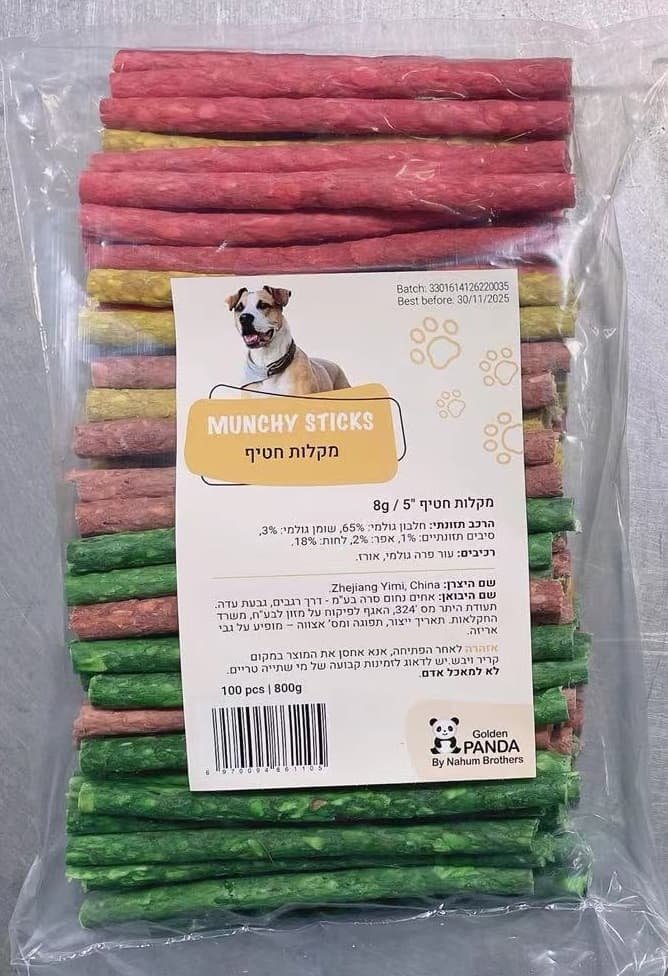 Batch: 3301614126220035
Best before: 30/11/2025
MUNCHY STICKS
מקלות חטיף
מקלות חטיף "5 / 8g
הרכב תזונתי: חלבון גולמי: 65%, שומן גולמי: 3%,
סיבים תזונתיים: 1%, אפר: 2%, לחות: 18%.
רכיבים: עור פרה גולמי, אורז.
שם היצרן: Zhejiang Yimi, China.
שם היבואן: אחים נחום סרה בע"מ - דרך רגבים, גבעת עדה.
תעודת היתר מס '324, האגף לפיקוח על מזון לבע"ח, משרד
החקלאות. תאריך ייצור, תפוגה ומס' אצווה – מופיע על גבי
אריזה.
אזהרה לאחר הפתיחה, אנא אחסן את המוצר במקום
קריר ויבש.יש לדאוג לזמינות קבועה של מי שתייה טריים.
לא למאכל אדם.
100 pcs | 800g
6 970094 661105
Golden
PANDA
By Nahum Brothers